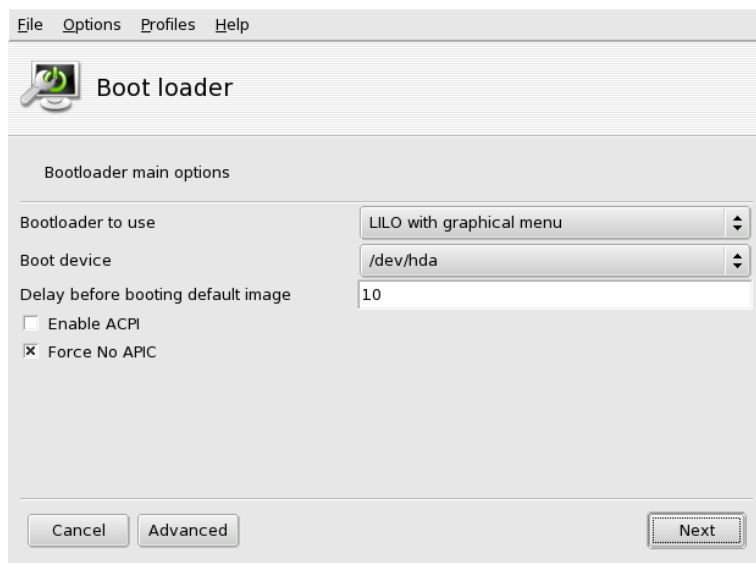 File Options Profiles Help
Boot loader
Bootloader main options
Bootloader to use LILO with graphical menu
Boot device /dev/hda
Delay before booting default image 10
Enable ACPI
Force No APIC
Cancel Advanced Next